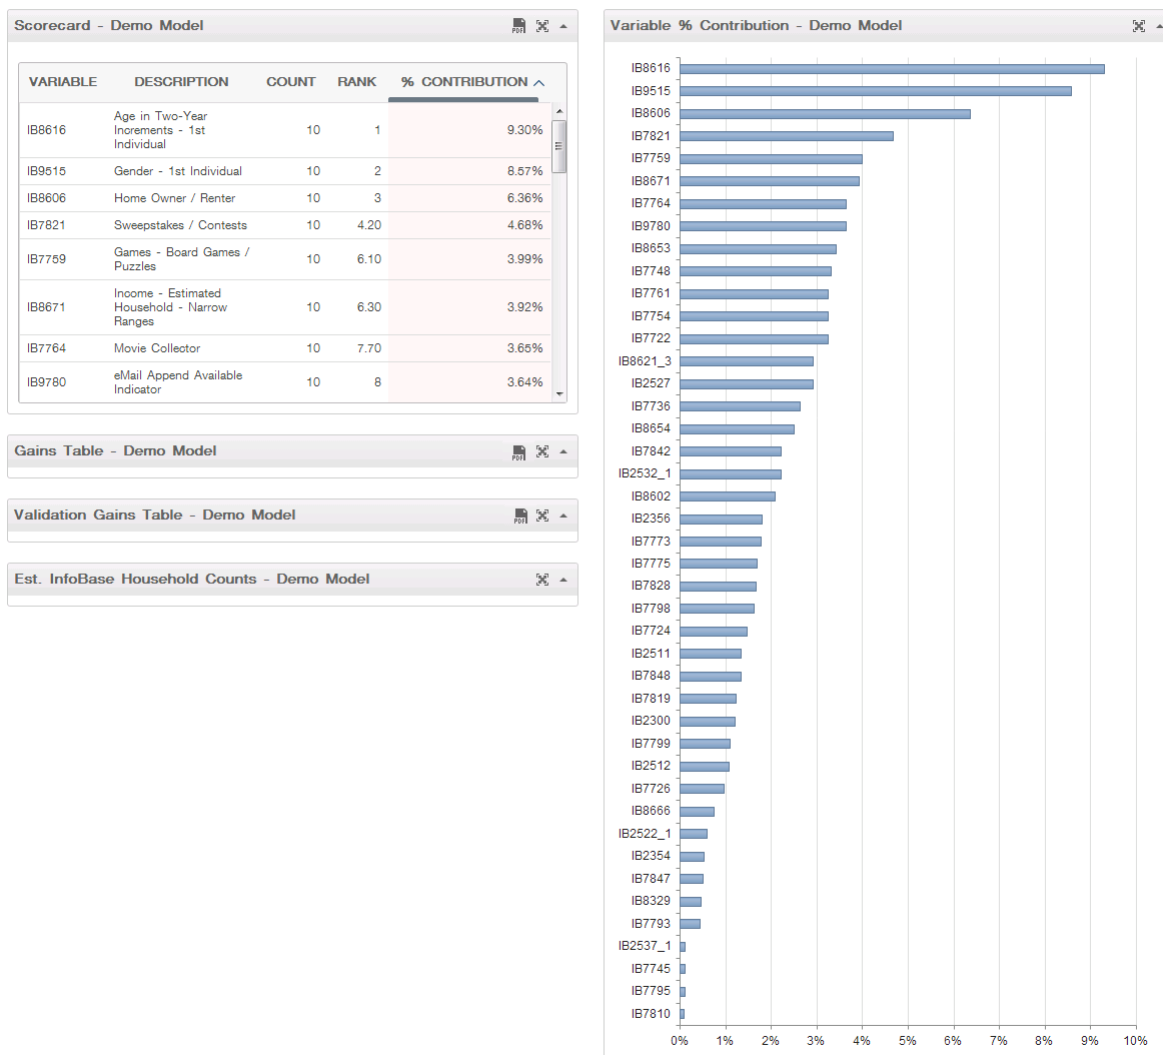 Scorecard - Demo Model
PDF
VARIABLE DESCRIPTION COUNT RANK % CONTRIBUTION
IB8616 Age in Two-Year Increments - 1st Individual 10 1 9.30%
IB9515 Gender - 1st Individual 10 2 8.57%
IB8606 Home Owner / Renter 10 3 6.36%
IB7821 Sweepstakes / Contests 10 4.20 4.68%
IB7759 Games - Board Games / Puzzles 10 6.10 3.99%
IB8671 Income - Estimated Household - Narrow Ranges 10 6.30 3.92%
IB7764 Movie Collector 10 7.70 3.65%
IB9780 eMail Append Available Indicator 10 8 3.64%
Gains Table - Demo Model
PDF
Validation Gains Table - Demo Model
PDF
Est. InfoBase Household Counts - Demo Model
Variable % Contribution - Demo Model
IB8616
IB9515
IB8606
IB7821
IB7759
IB8671
IB7764
IB9780
IB8653
IB7748
IB7761
IB7754
IB7722
IB8621_3
IB2527
IB7736
IB8654
IB7842
IB2532_1
IB8602
IB2356
IB7773
IB7775
IB7828
IB7798
IB7724
IB2511
IB7848
IB7819
IB2300
IB7799
IB2512
IB7726
IB8666
IB2522_1
IB2354
IB7847
IB8329
IB7793
IB2537_1
IB7745
IB7795
IB7810
0% 1% 2% 3% 4% 5% 6% 7% 8% 9% 10%